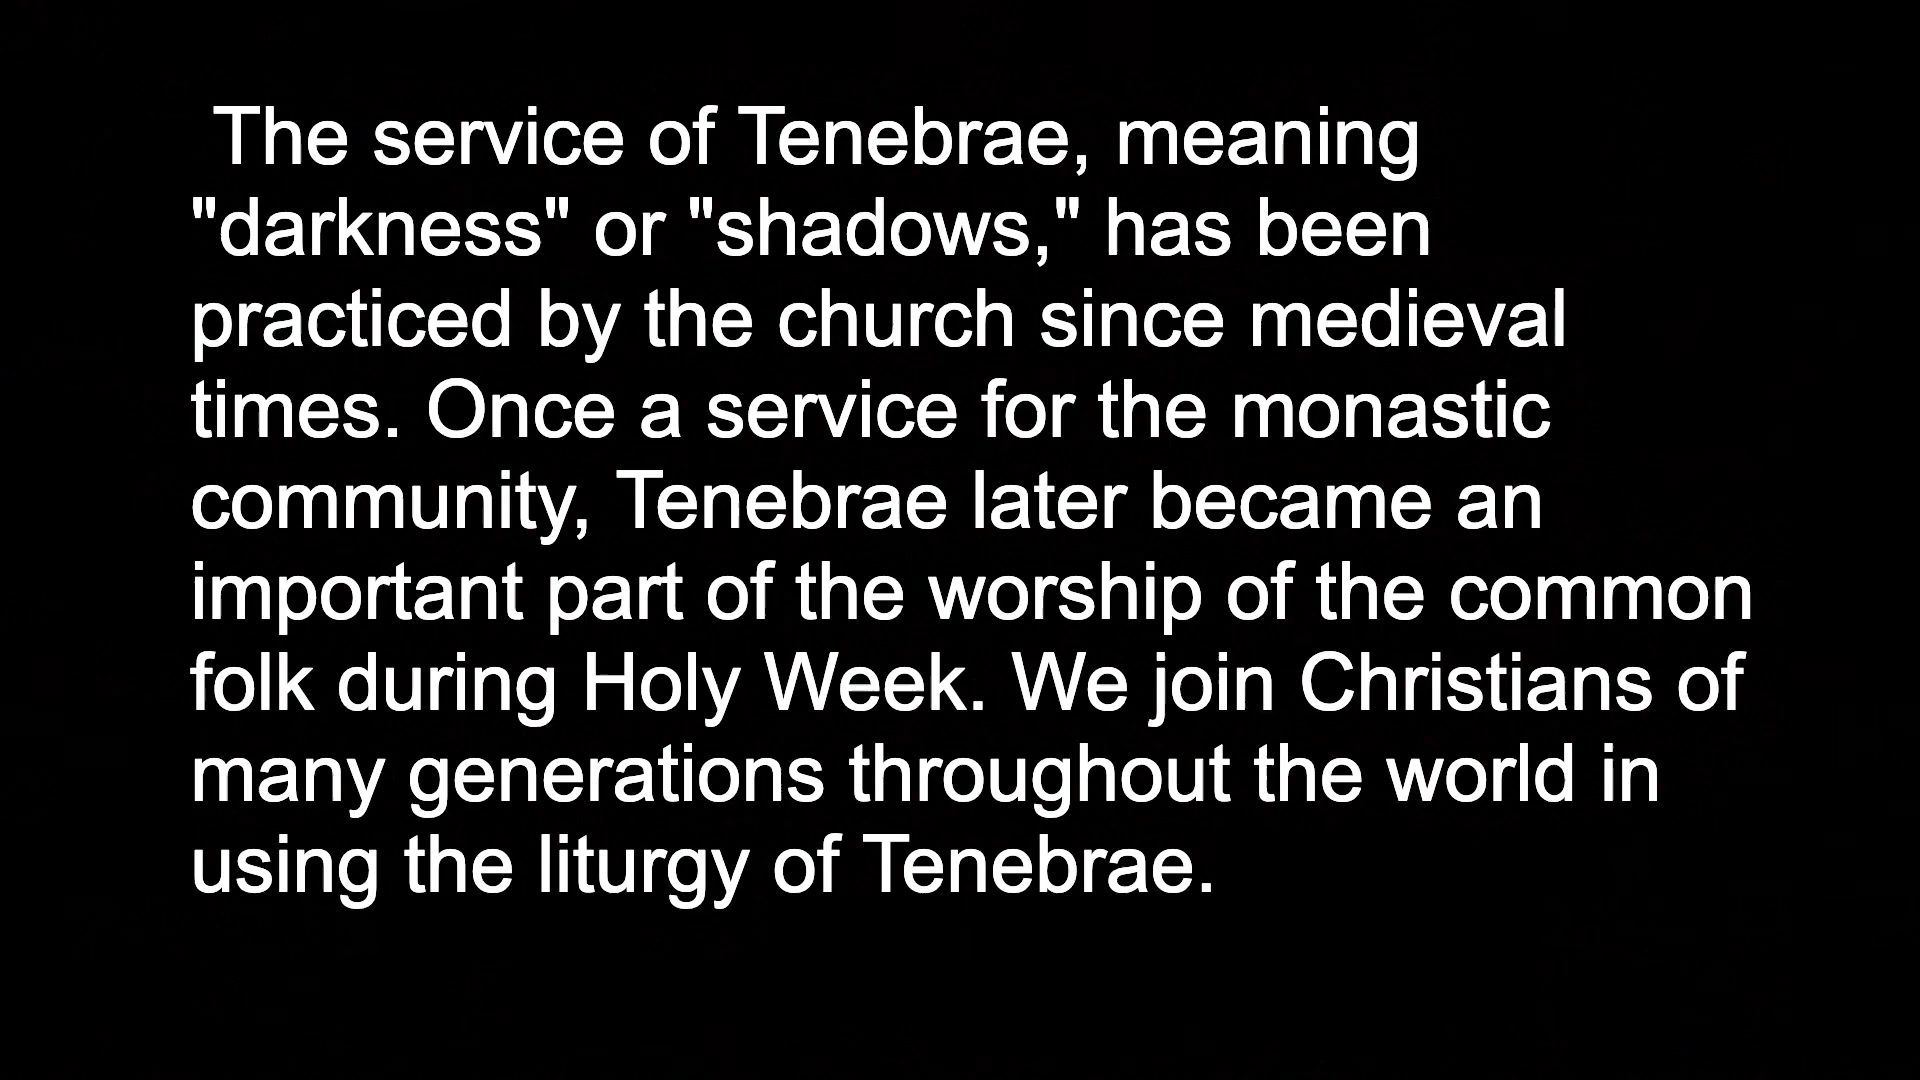 The service of Tenebrae, meaning
"darkness" or "shadows," has been
practiced by the church since medieval
times. Once a service for the monastic
community, Tenebrae later became an
important part of the worship of the common
folk during Holy Week. We join Christians of
many generations throughout the world in
using the liturgy of Tenebrae.